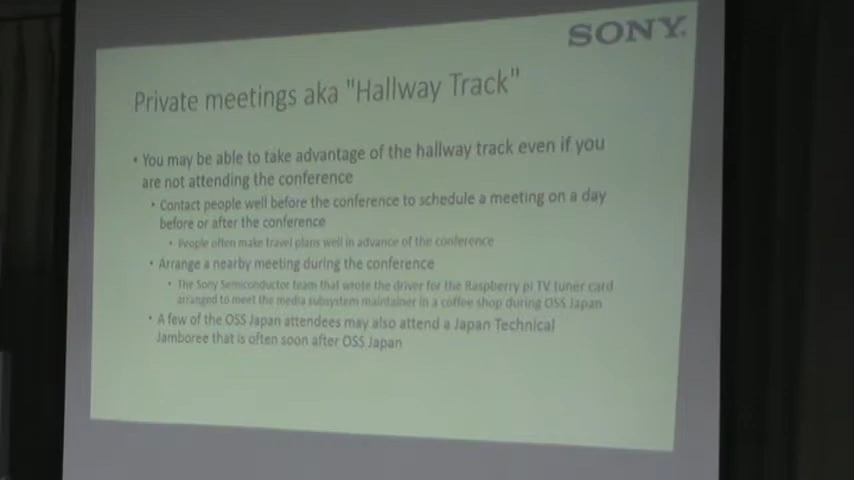 SONY
Private meetings aka "Hallway Track"
• You may be able to take advantage of the hallway track even if you
are not attending the conference
• Contact people well before the conference to schedule a meeting on a day
before or after the conference
• People often make travel plans well in advance of the conference
• Arrange a nearby meeting during the conference
• The Sony Semiconductor team that wrote the driver for the Raspberry pi TV tuner card
arranged to meet the media subsystem maintainer in a coffee shop during OSS Japan
• A few of the OSS Japan attendees may also attend a Japan Technical
Jamboree that is often soon after OSS Japan